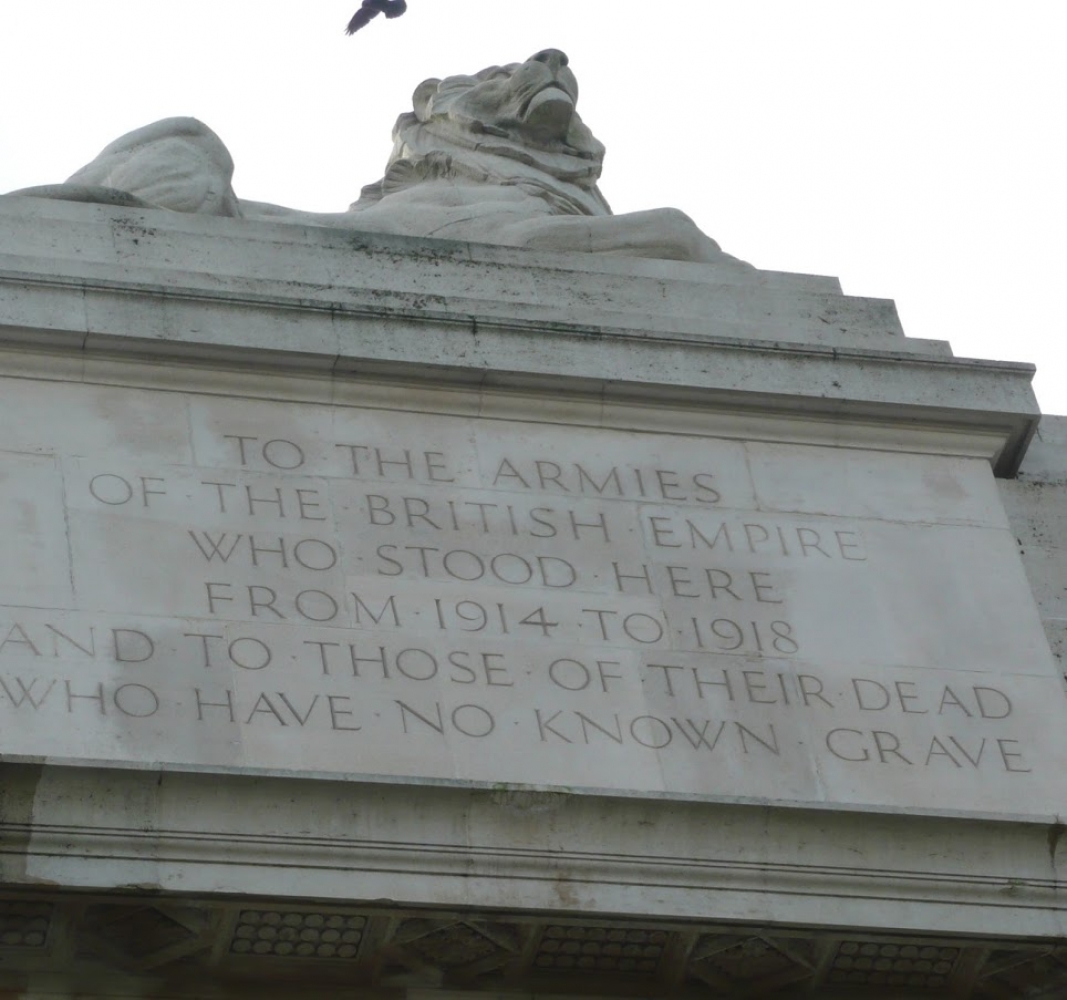 TO · THE · ARMIES
OF · THE · BRITISH · EMPIRE
WHO · STOOD · HERE
FROM · 1914 · TO · 1918
AND · TO · THOSE · OF · THEIR · DEAD
WHO · HAVE · NO · KNOWN · GRAVE